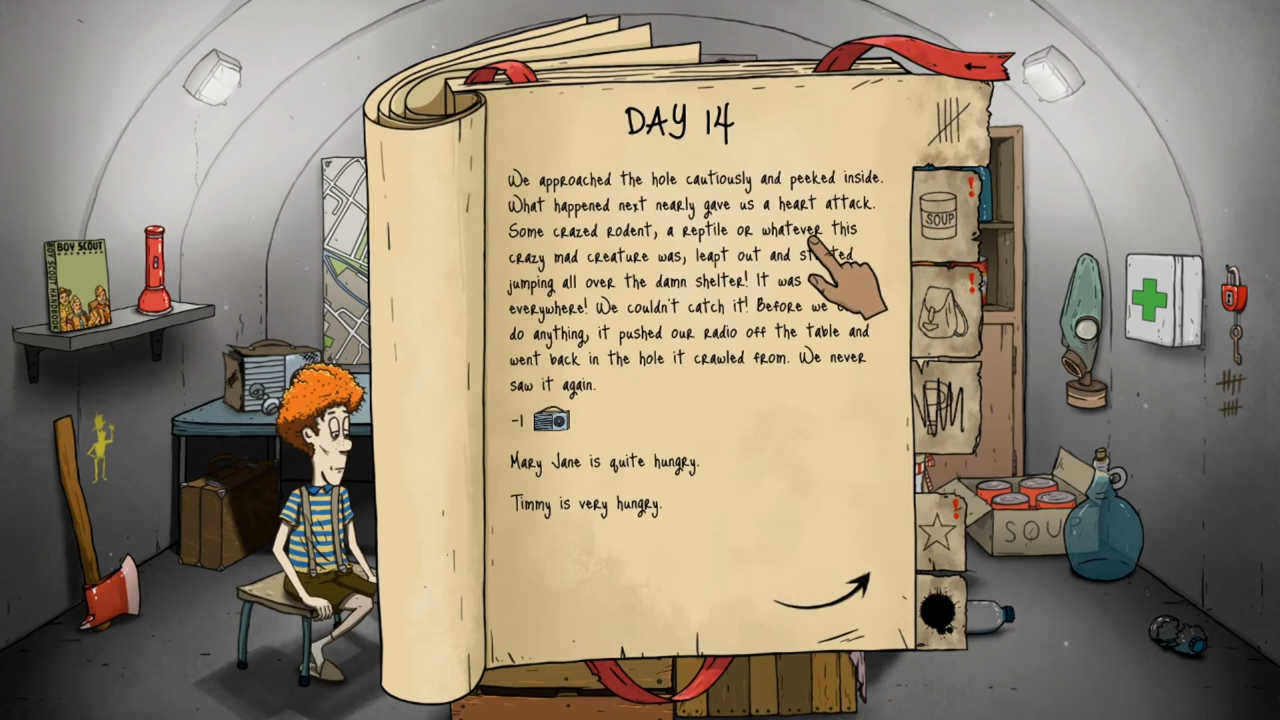 DAY 14
We approached the hole cautiously and peeked inside.
What happened next nearly gave us a heart attack.
Some crazed rodent, a reptile or whatever this
crazy mad creature was, leapt out and
jumping all over the damn shelter! It was
everywhere! We couldn't catch it! Before we
do anything, it pushed our radio off the table and
went back in the hole it crawled from. We never
saw it again.
-1
Mary Jane is quite hungry.
Timmy is very hungry.
BOY SCOUT
BOY SCOUT HANDBOOK
SOUP
SOUP